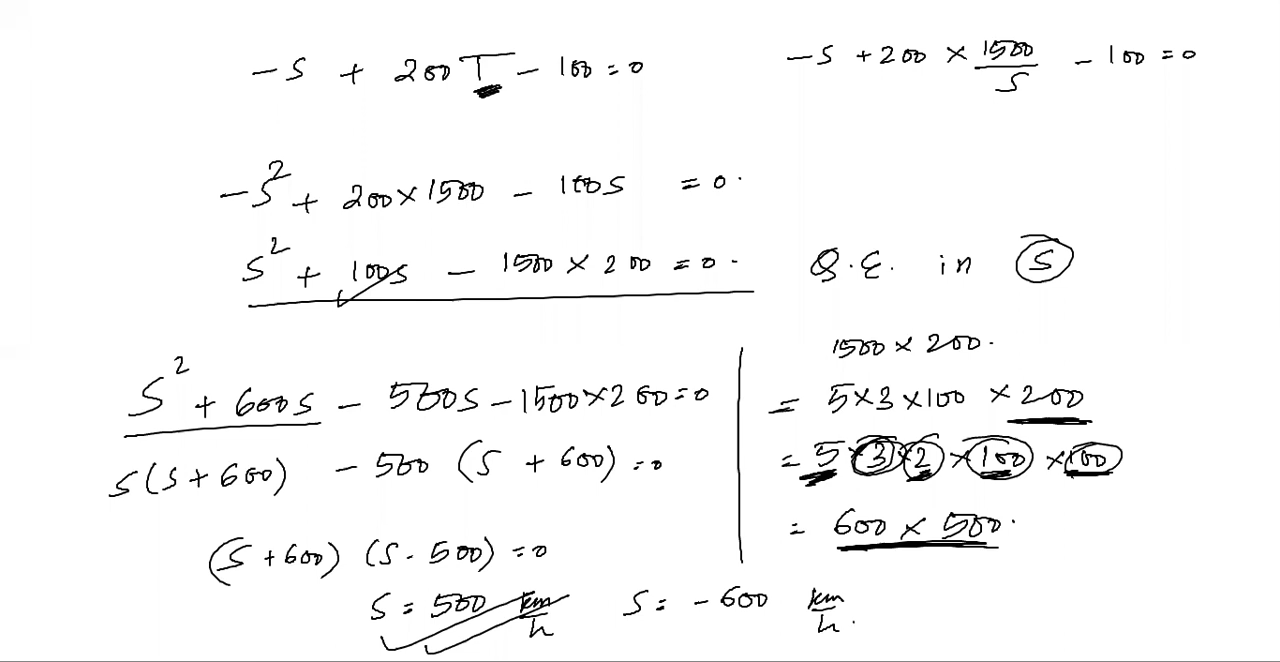 -S + 200T - 100 = 0
-S + 200 × 1500/S - 100 = 0
-S² + 200×1500 - 100S = 0.
S² + 100S - 1500 × 200 = 0.
Q.E. in S
S² + 600S - 500S - 1500×200 = 0
S(S + 600) - 500 (S + 600) = 0
(S + 600) (S - 500) = 0
S = 500 km/h S = -600 km/h.
1500 × 200.
= 5×3×100 × 200
= 5×3×2×100×100
= 600 × 500.